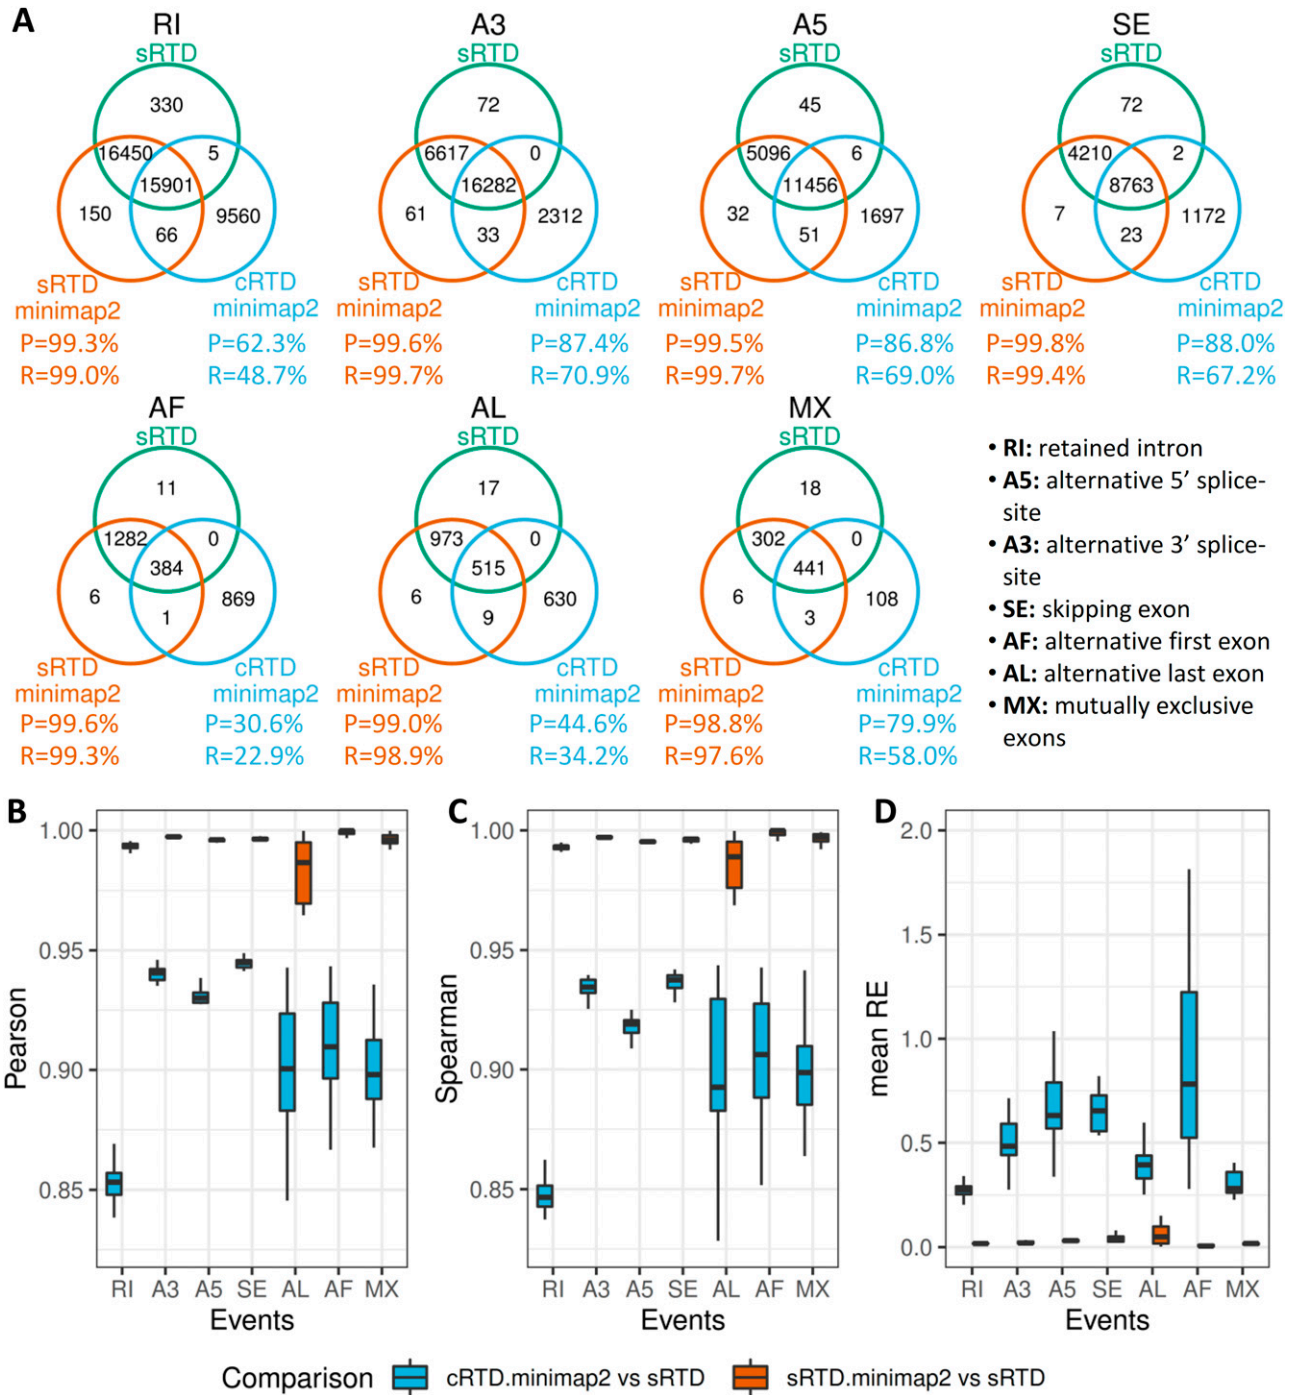 A
RI
sRTD
330
16450
5
15901
150
9560
66
sRTD
minimap2
cRTD
minimap2
P=99.3%
R=99.0%
P=62.3%
R=48.7%
A3
sRTD
72
6617
0
16282
61
2312
33
sRTD
minimap2
cRTD
minimap2
P=99.6%
R=99.7%
P=87.4%
R=70.9%
A5
sRTD
45
5096
6
11456
32
1697
51
sRTD
minimap2
cRTD
minimap2
P=99.5%
R=99.7%
P=86.8%
R=69.0%
SE
sRTD
72
4210
2
8763
7
1172
23
sRTD
minimap2
cRTD
minimap2
P=99.8%
R=99.4%
P=88.0%
R=67.2%
AF
sRTD
11
1282
0
384
6
869
1
sRTD
minimap2
cRTD
minimap2
P=99.6%
R=99.3%
P=30.6%
R=22.9%
AL
sRTD
17
973
0
515
6
630
9
sRTD
minimap2
cRTD
minimap2
P=99.0%
R=98.9%
P=44.6%
R=34.2%
MX
sRTD
18
302
0
441
6
108
3
sRTD
minimap2
cRTD
minimap2
P=98.8%
R=97.6%
P=79.9%
R=58.0%
• RI: retained intron
• A5: alternative 5’ splice-
site
• A3: alternative 3’ splice-
site
• SE: skipping exon
• AF: alternative first exon
• AL: alternative last exon
• MX: mutually exclusive
exons
B
Pearson
1.00
0.95
0.90
0.85
RI A3 A5 SE AL AF MX
Events
C
Spearman
1.00
0.95
0.90
0.85
RI A3 A5 SE AL AF MX
Events
D
mean RE
2.0
1.5
1.0
0.5
0.0
RI A3 A5 SE AL AF MX
Events
Comparison
cRTD.minimap2 vs sRTD
sRTD.minimap2 vs sRTD